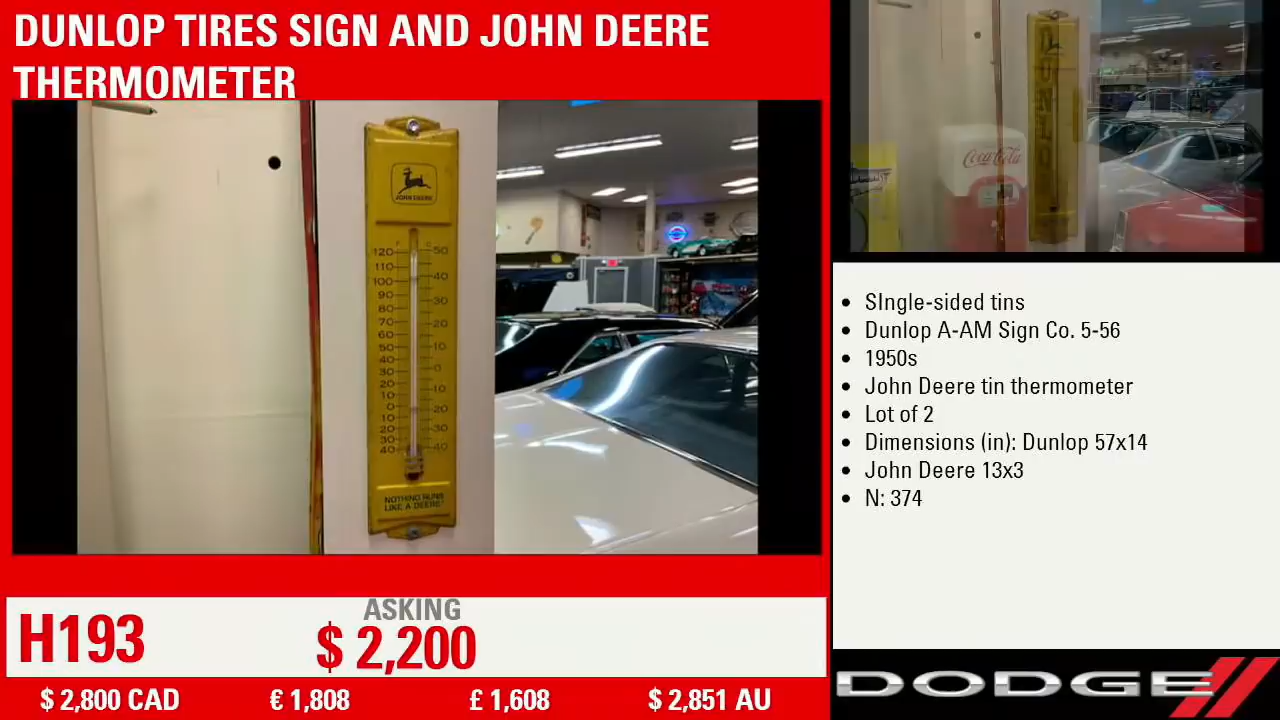 DUNLOP TIRES SIGN AND JOHN DEERE
THERMOMETER
JOHN DEERE
F C
120 50
110
100 40
90
80 30
70 20
60
50 10
40
30 0
20
10 10
0 20
10
20 30
30
40 40
NOTHING RUNS
LIKE A DEERE
DUNLOP
Coca-Cola
SIngle-sided tins
Dunlop A-AM Sign Co. 5-56
1950s
John Deere tin thermometer
Lot of 2
Dimensions (in): Dunlop 57x14
John Deere 13x3
N: 374
H193
ASKING
$ 2,200
$ 2,800 CAD € 1,808 £ 1,608 $ 2,851 AU
DODGE